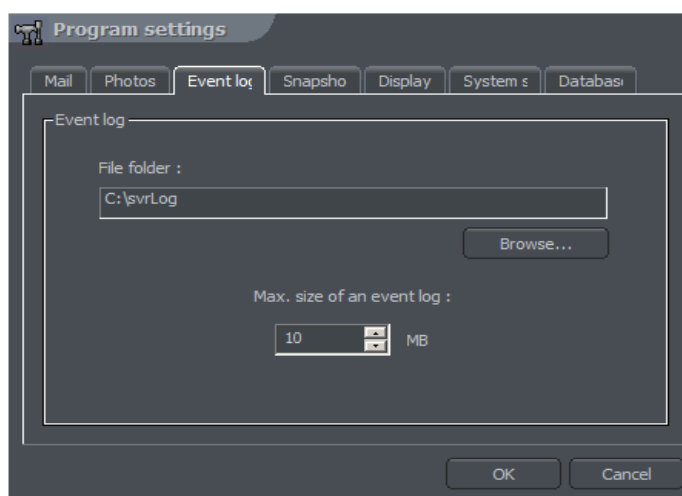 Program settings
Mail Photos Event log Snapsho Display System s Databas
Event log
File folder :
C:\svrLog
Browse...
Max. size of an event log :
10 MB
OK Cancel